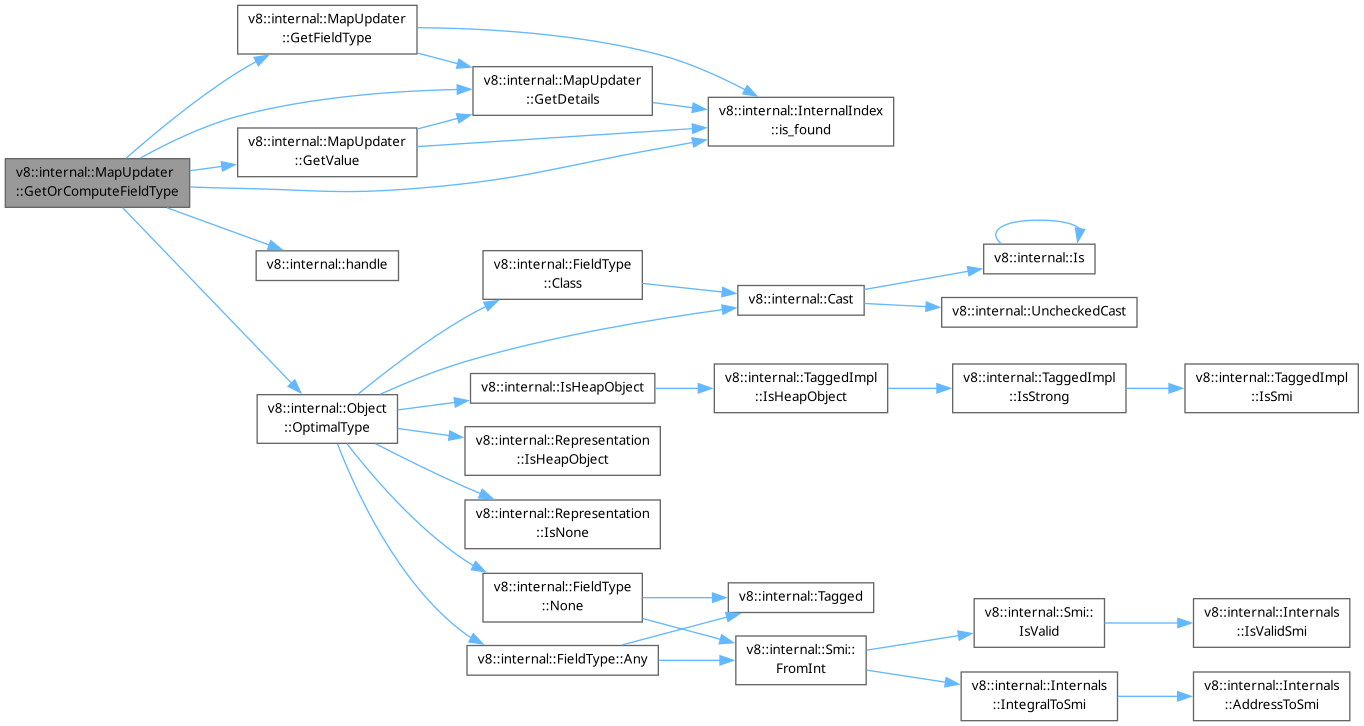 v8::internal::MapUpdater
::GetFieldType
v8::internal::MapUpdater
::GetDetails
v8::internal::InternalIndex
::is_found
v8::internal::MapUpdater
::GetValue
v8::internal::MapUpdater
::GetOrComputeFieldType
v8::internal::handle
v8::internal::FieldType
::Class
v8::internal::Is
v8::internal::Cast
v8::internal::UncheckedCast
v8::internal::Object
::OptimalType
v8::internal::IsHeapObject
v8::internal::TaggedImpl
::IsHeapObject
v8::internal::TaggedImpl
::IsStrong
v8::internal::TaggedImpl
::IsSmi
v8::internal::Representation
::IsHeapObject
v8::internal::Representation
::IsNone
v8::internal::FieldType
::None
v8::internal::Tagged
v8::internal::FieldType::Any
v8::internal::Smi::
FromInt
v8::internal::Smi::
IsValid
v8::internal::Internals
::IsValidSmi
v8::internal::Internals
::IntegralToSmi
v8::internal::Internals
::AddressToSmi